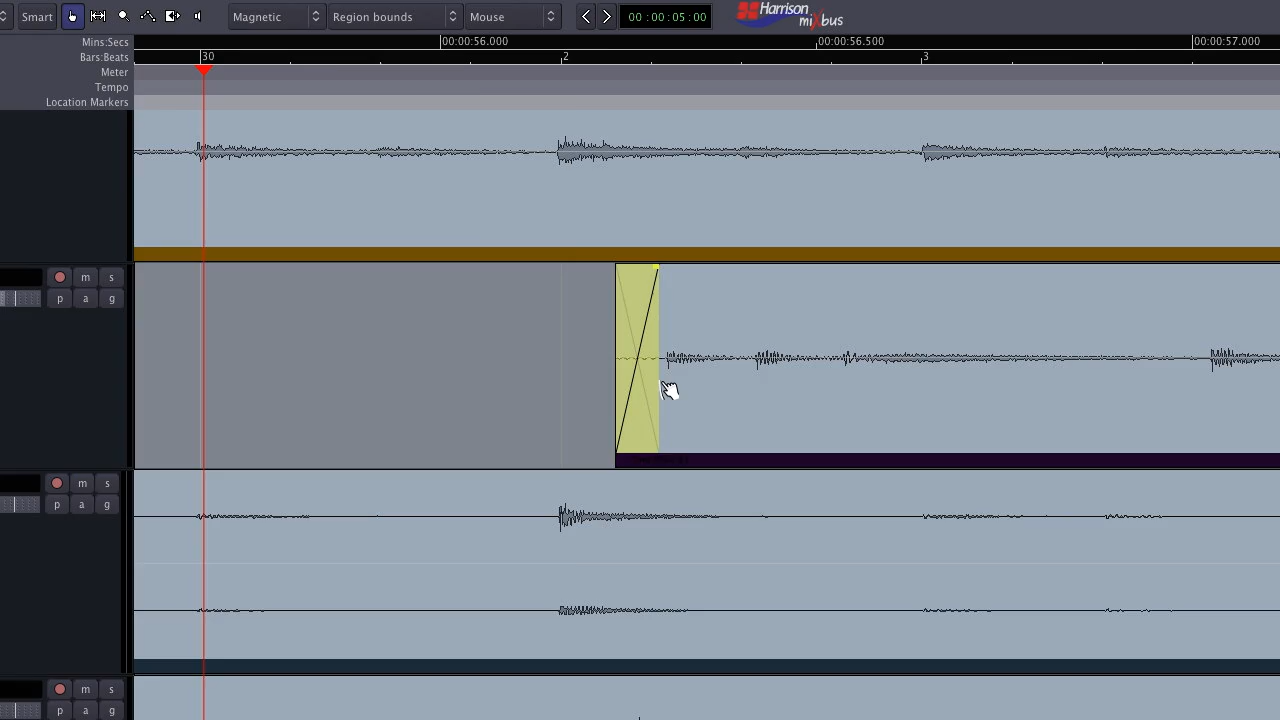 Smart Magnetic Region bounds Mouse 00:00:05:00 Harrison mixbus
Mins:Secs 00:00:56.000 00:00:56.500 00:00:57.000
Bars:Beats 30 2 3
Meter
Tempo
Location Markers
m s
p a g
m s
p a g
m s
p a g